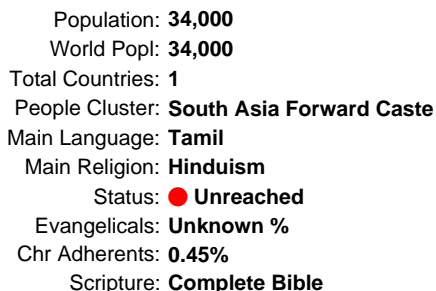 Population: 34,000
World Popl: 34,000
Total Countries: 1
People Cluster: South Asia Forward Caste
Main Language: Tamil
Main Religion: Hinduism
Status: Unreached
Evangelicals: Unknown %
Chr Adherents: 0.45%
Scripture: Complete Bible